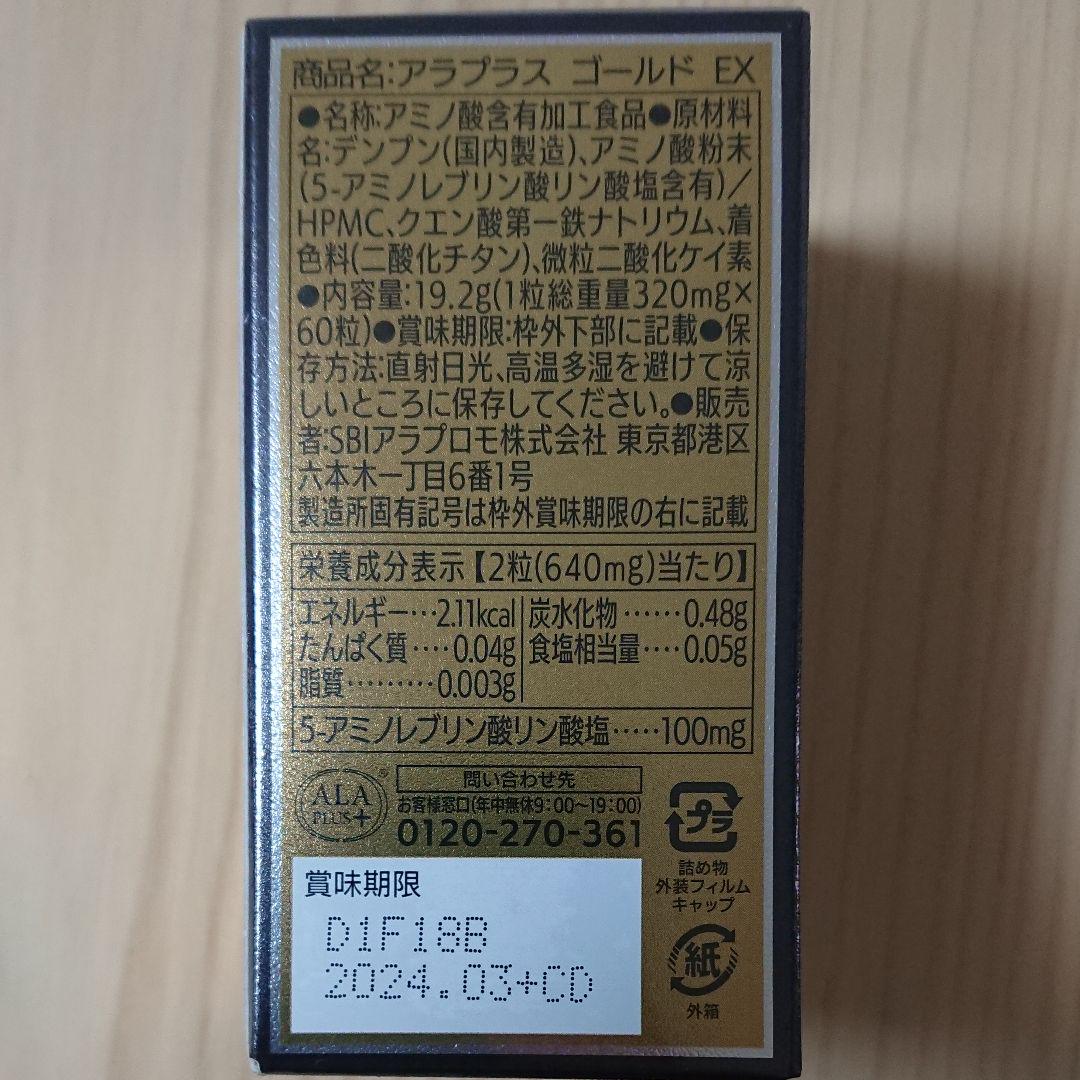 商品名:アラプラス ゴールド EX
●名称:アミノ酸含有加工食品●原材料
名:デンプン(国内製造)、アミノ酸粉末
(5-アミノレブリン酸リン酸塩含有)/
HPMC、クエン酸第一鉄ナトリウム、着
色料(二酸化チタン)、微粒二酸化ケイ素
●内容量:19.2g(1粒総重量320mg×
60粒)●賞味期限:枠外下部に記載●保
存方法:直射日光、高温多湿を避けて涼
しいところに保存してください。●販売
者:SBIアラプロモ株式会社 東京都港区
六本木一丁目6番1号
製造所固有記号は枠外賞味期限の右に記載
栄養成分表示【2粒(640mg)当たり】
エネルギー…2.11kcal
たんぱく質‥‥0.04g
脂質………0.003g
炭水化物……0.48g
食塩相当量‥‥0.05g
5-アミノレブリン酸リン酸塩‥‥‥100mg
ALA
PLUS+
®
問い合わせ先
お客様窓口(年中無休9:00~19:00)
0120-270-361
プラ
詰め物
外装フィルム
キャップ
紙
外箱
賞味期限
D1F18B
2024.03+CD